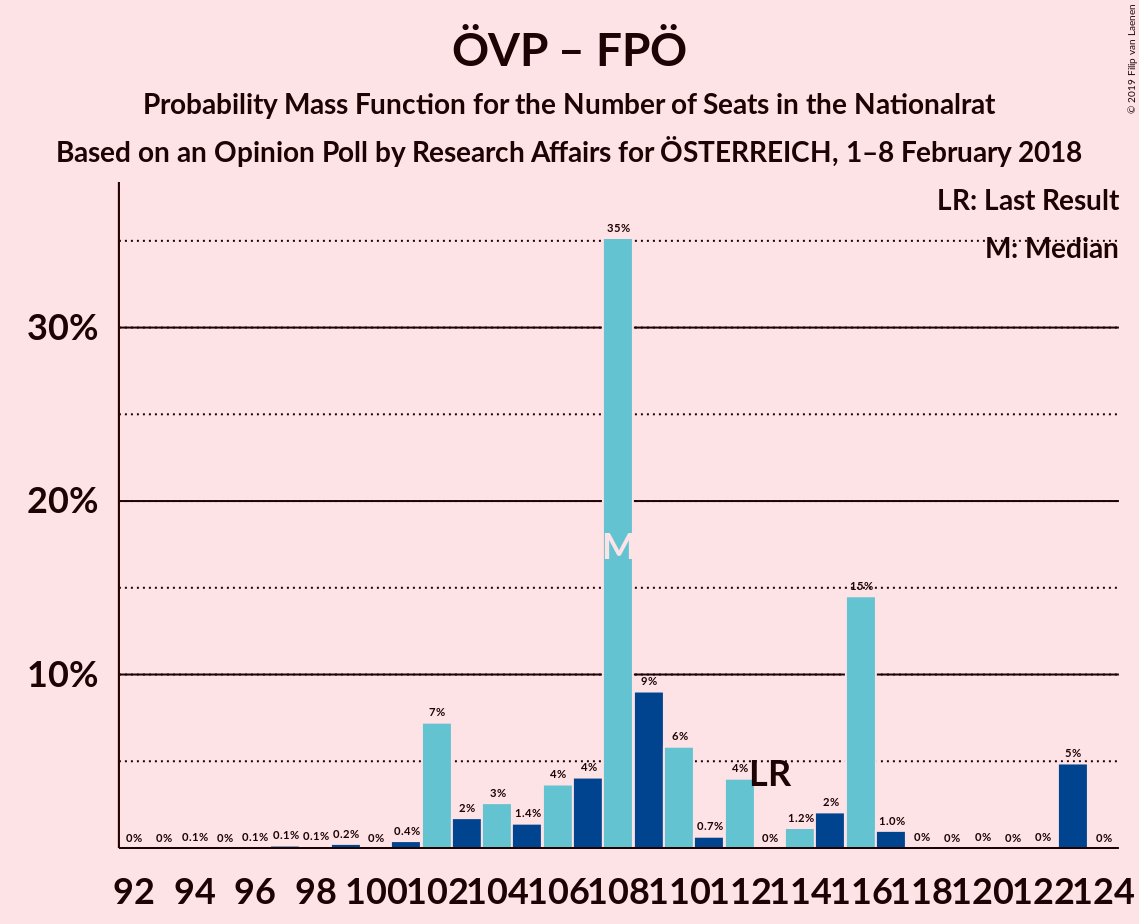 ÖVP – FPÖ
Probability Mass Function for the Number of Seats in the Nationalrat
Based on an Opinion Poll by Research Affairs for ÖSTERREICH, 1–8 February 2018
© 2019 Filip van Laenen
LR: Last Result
M: Median
35%
30%
20%
M
15%
10%
9%
7%
6%
5%
4% 4% 4% LR
3%
2% 1.4% 0.7% 1.2% 2% 1.0%
0% 0% 0.1% 0% 0.1% 0.1% 0.1% 0.2% 0% 0.4% 0% 0% 0% 0% 0% 0% 0%
92 94 96 98 100 102 104 106 108 110 112 114 116 118 120 122 124